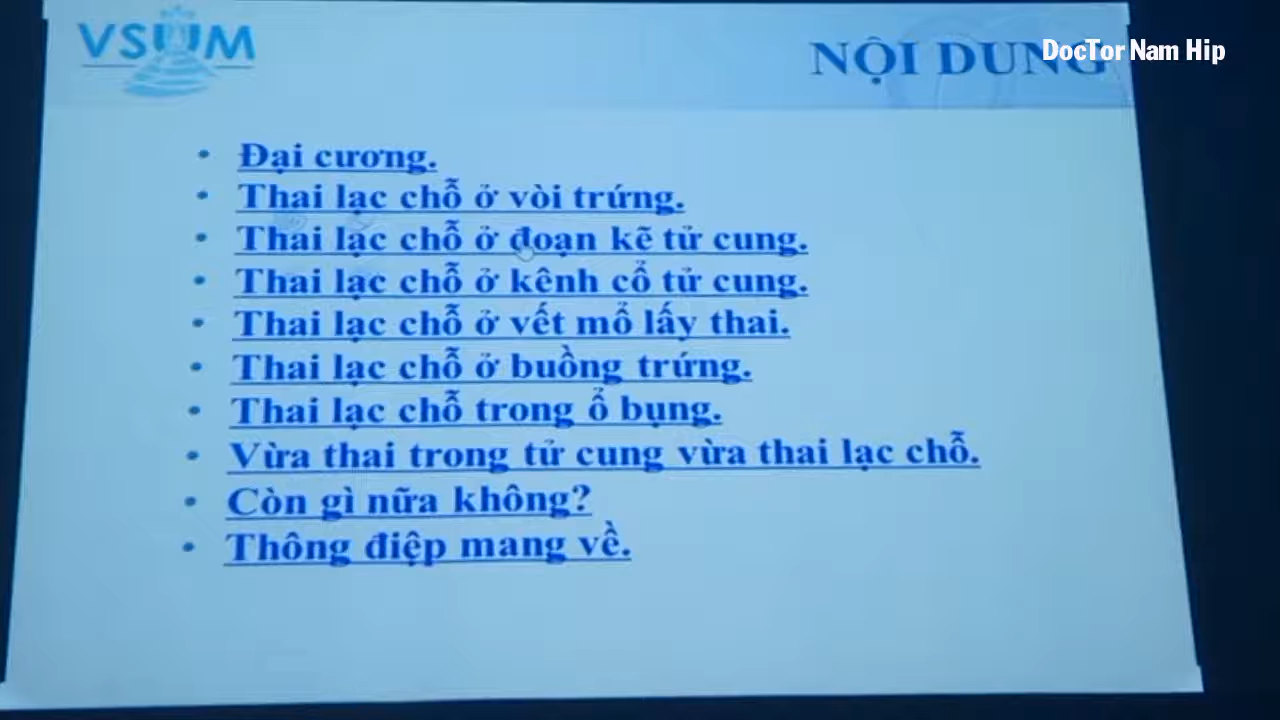 VSUM
NỘI DUNG
DocTor Nam Hip
• Đại cương.
• Thai lạc chỗ ở vòi trứng.
• Thai lạc chỗ ở đoạn kẽ tử cung.
• Thai lạc chỗ ở kênh cổ tử cung.
• Thai lạc chỗ ở vết mổ lấy thai.
• Thai lạc chỗ ở buồng trứng.
• Thai lạc chỗ trong ổ bụng.
• Vừa thai trong tử cung vừa thai lạc chỗ.
• Còn gì nữa không?
• Thông điệp mang về.